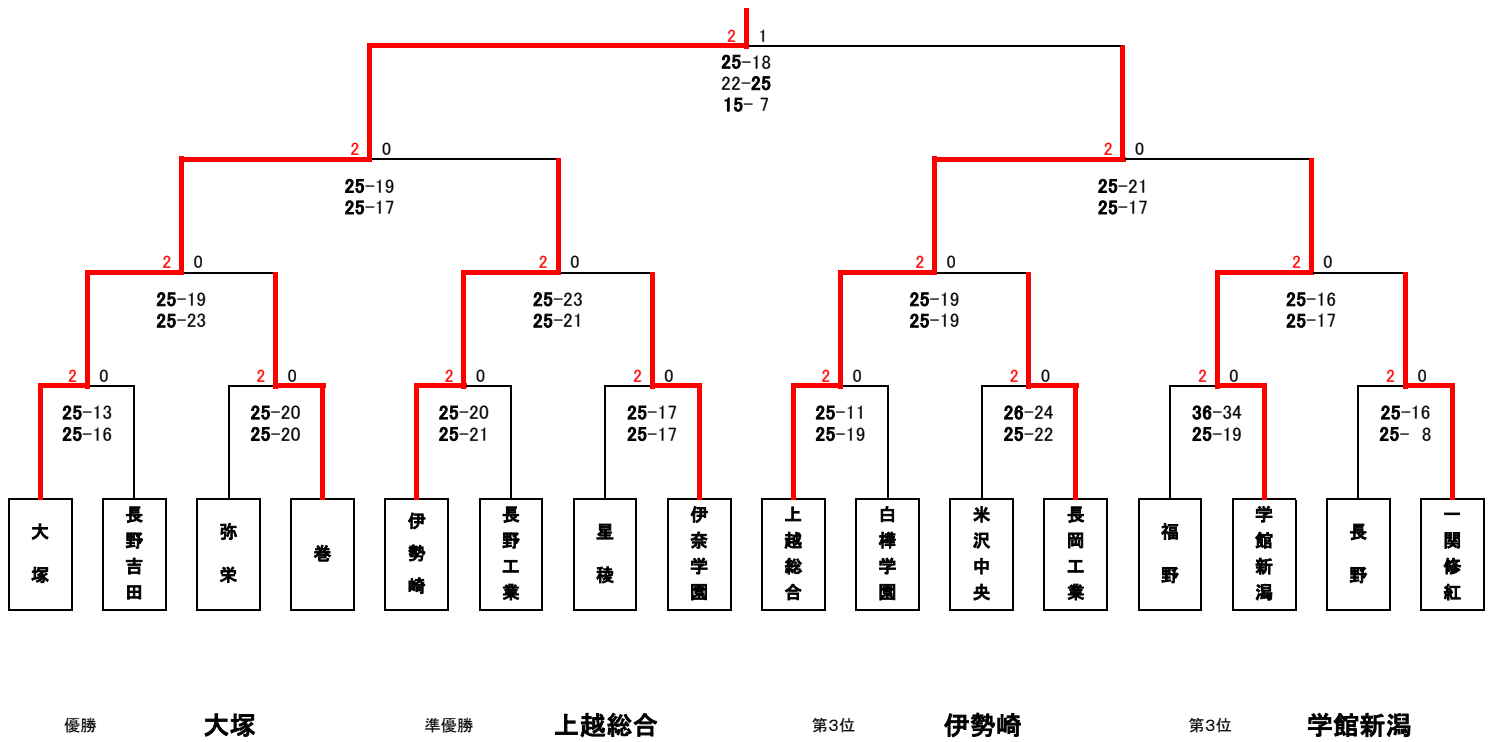 2 1
25-18
22-25
15- 7
2 0
25-19
25-17
2 0
25-21
25-17
2 0
25-19
25-23
2 0
25-23
25-21
2 0
25-19
25-19
2 0
25-16
25-17
2 0
25-13
25-16
2 0
25-20
25-20
2 0
25-20
25-21
2 0
25-17
25-17
2 0
25-11
25-19
2 0
26-24
25-22
2 0
36-34
25-19
2 0
25-16
25- 8
大塚
長野吉田
弥栄
巻
伊勢崎
長野工業
星稜
伊奈学園
上越総合
白樺学園
米沢中央
長岡工業
福野
学館新潟
長野
一関修紅
優勝 大塚 準優勝 上越総合 第3位 伊勢崎 第3位 学館新潟